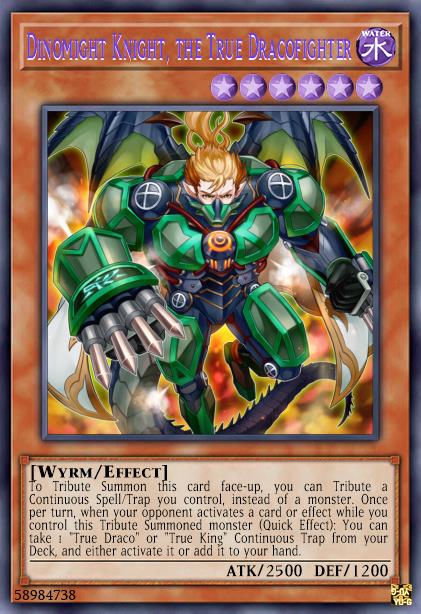 Dinomight Knight, the True Dracofighter
WATER
水
[Wyrm/Effect]
To Tribute Summon this card face-up, you can Tribute a
Continuous Spell/Trap you control, instead of a monster. Once
per turn, when your opponent activates a card or effect while you
control this Tribute Summoned monster (Quick Effect): You can
take 1 "True Draco" or "True King" Continuous Trap from your
Deck, and either activate it or add it to your hand.
ATK/2500 DEF/1200
58984738